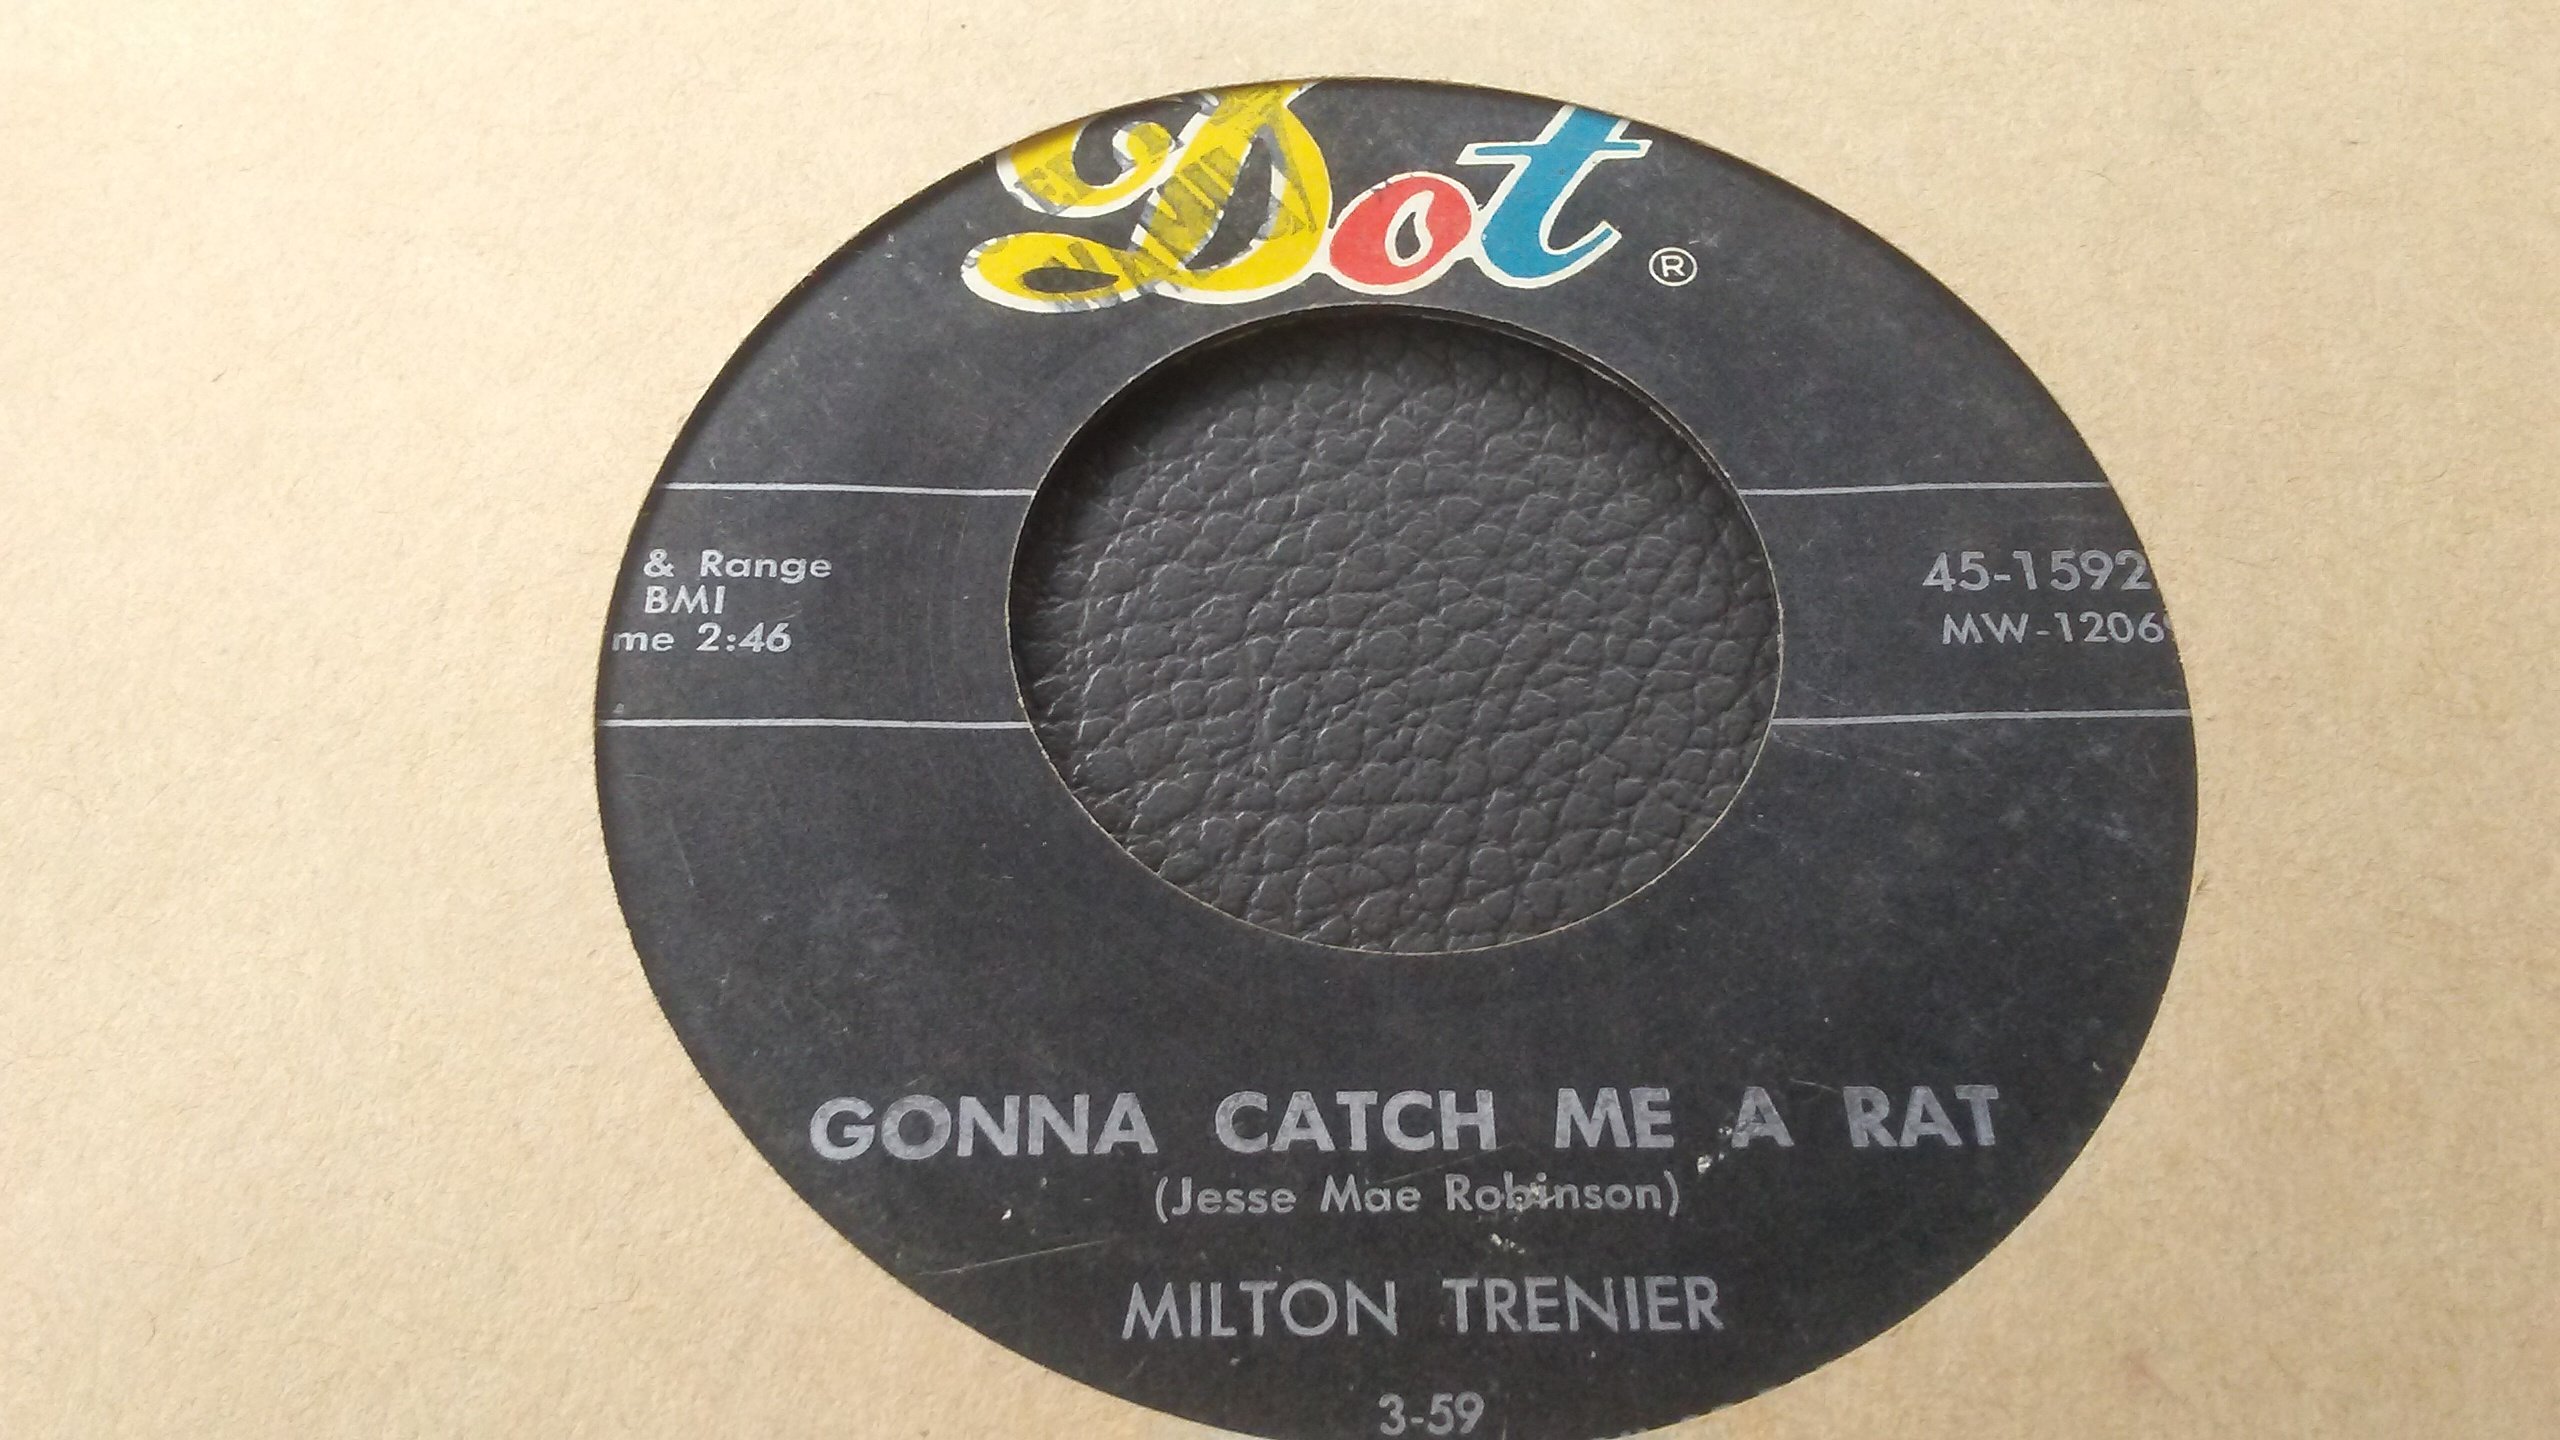 Dot ®
& Range
BMI
me 2:46
45-1592
MW-1206
GONNA CATCH ME A RAT
(Jesse Mae Robinson)
MILTON TRENIER
3-59